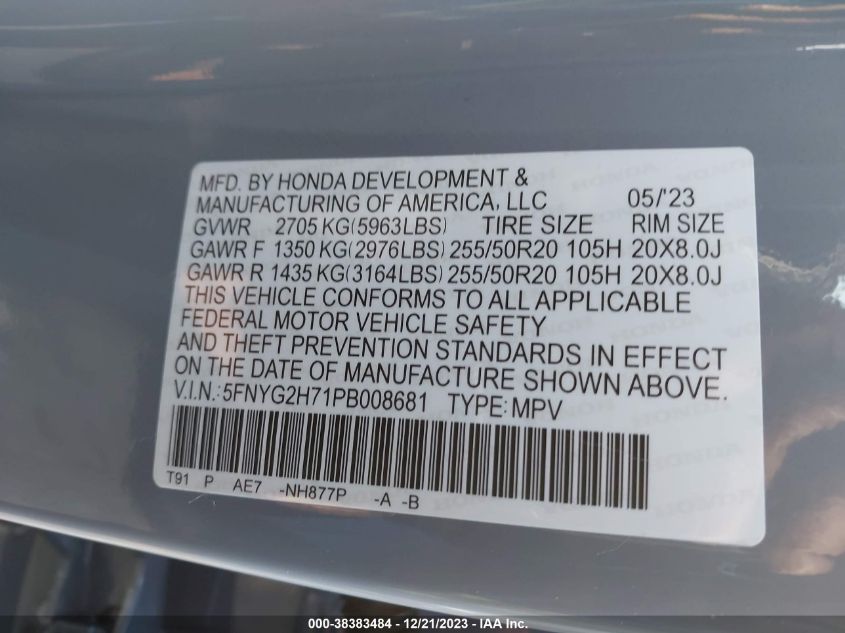 MFD. BY HONDA DEVELOPMENT &
MANUFACTURING OF AMERICA, LLC 05/'23
GVWR 2705 KG(5963LBS) TIRE SIZE RIM SIZE
GAWR F 1350 KG(2976LBS) 255/50R20 105H 20X8.0J
GAWR R 1435 KG(3164LBS) 255/50R20 105H 20X8.0J
THIS VEHICLE CONFORMS TO ALL APPLICABLE
FEDERAL MOTOR VEHICLE SAFETY
AND THEFT PREVENTION STANDARDS IN EFFECT
ON THE DATE OF MANUFACTURE SHOWN ABOVE.
V.I.N.: 5FNYG2H71PB008681 TYPE: MPV
T91 P AE7 -NH877P -A -B
000-38383484 - 12/21/2023 - IAA Inc.